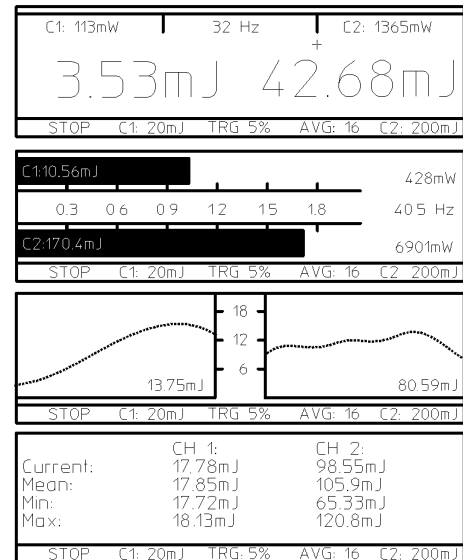 C1: 113mW 32 Hz C2: 1365mW
+
3.53mJ 42.68mJ
STOP C1: 20mJ TRG 5% AVG: 16 C2: 200mJ
C1:10.56mJ
428mW
0.3 0 6 0 9 12 15 1.8 40 5 Hz
C2:170.4mJ
6901mW
STOP C1: 20mJ TRG 5% AVG: 16 C2 200mJ
18
12
6
13.75mJ 80.59mJ
STOP C1: 20mJ TRG 5% AVG: 16 C2: 200mJ
CH 1: CH 2:
Current: 17.78mJ 98.55mJ
Mean: 17.85mJ 105.9mJ
Min: 17.72mJ 65.33mJ
Max: 18.13mJ 120.8mJ
STOP C1: 20mJ TRG: 5% AVG: 16 C2: 200mJ